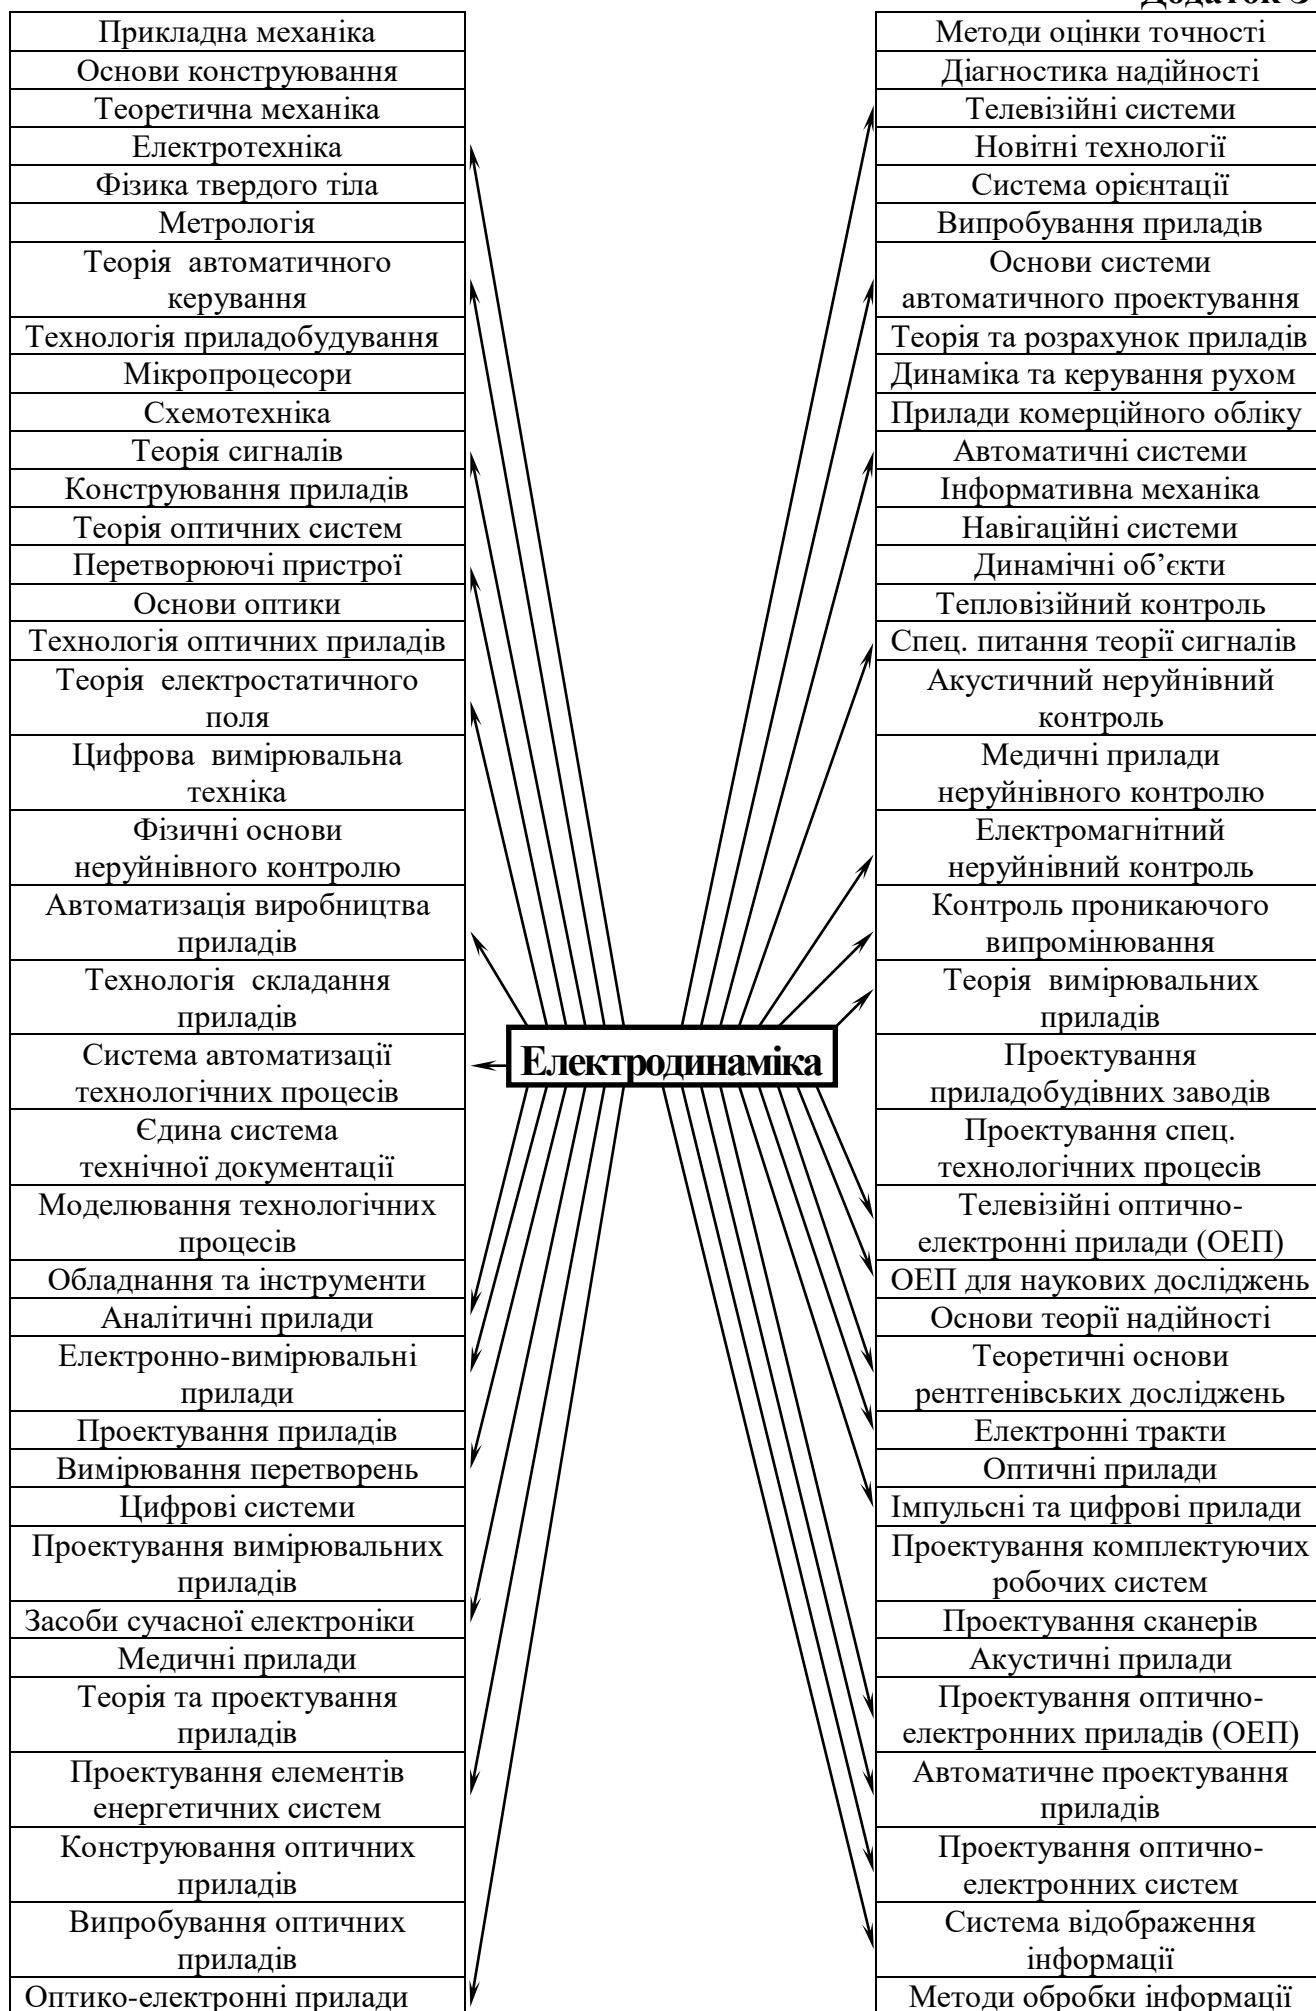 Додаток 3
Прикладна механіка
Основи конструювання
Теоретична механіка
Електротехніка
Фізика твердого тіла
Метрологія
Теорія автоматичного
керування
Технологія приладобудування
Мікропроцесори
Схемотехніка
Теорія сигналів
Конструювання приладів
Теорія оптичних систем
Перетворюючі пристрої
Основи оптики
Технологія оптичних приладів
Теорія електростатичного
поля
Цифрова вимірювальна
техніка
Фізичні основи
неруйнівного контролю
Автоматизація виробництва
приладів
Технологія складання
приладів
Система автоматизації
технологічних процесів
Єдина система
технічної документації
Моделювання технологічних
процесів
Обладнання та інструменти
Аналітичні прилади
Електронно-вимірювальні
прилади
Проектування приладів
Вимірювання перетворень
Цифрові системи
Проектування вимірювальних
приладів
Засоби сучасної електроніки
Медичні прилади
Теорія та проектування
приладів
Проектування елементів
енергетичних систем
Конструювання оптичних
приладів
Випробування оптичних
приладів
Оптико-електронні прилади
Електродинаміка
Методи оцінки точності
Діагностика надійності
Телевізійні системи
Новітні технології
Система орієнтації
Випробування приладів
Основи системи
автоматичного проектування
Теорія та розрахунок приладів
Динаміка та керування рухом
Прилади комерційного обліку
Автоматичні системи
Інформативна механіка
Навігаційні системи
Динамічні об’єкти
Тепловізійний контроль
Спец. питання теорії сигналів
Акустичний неруйнівний
контроль
Медичні прилади
неруйнівного контролю
Електромагнітний
неруйнівний контроль
Контроль проникаючого
випромінювання
Теорія вимірювальних
приладів
Проектування
приладобудівних заводів
Проектування спец.
технологічних процесів
Телевізійні оптично-
електронні прилади (ОЕП)
ОЕП для наукових досліджень
Основи теорії надійності
Теоретичні основи
рентгенівських досліджень
Електронні тракти
Оптичні прилади
Імпульсні та цифрові прилади
Проектування комплектуючих
робочих систем
Проектування сканерів
Акустичні прилади
Проектування оптично-
електронних приладів (ОЕП)
Автоматичне проектування
приладів
Проектування оптично-
електронних систем
Система відображення
інформації
Методи обробки інформації